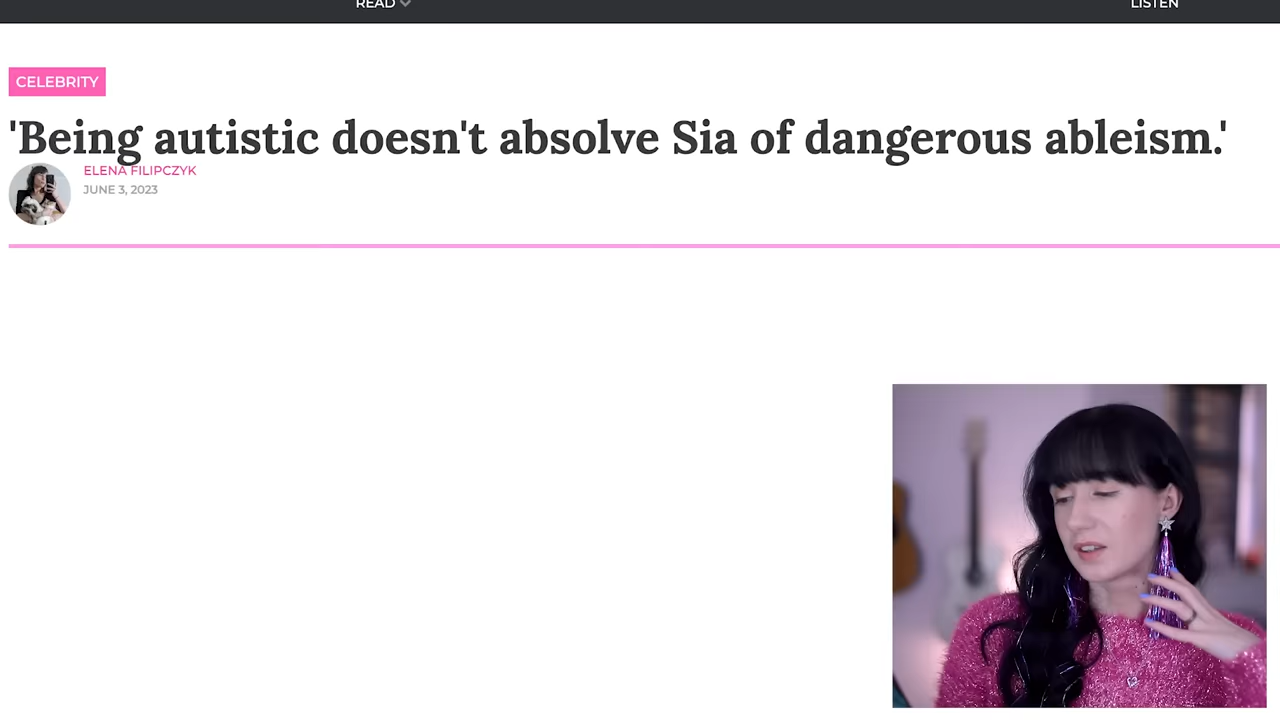 READ
LISTEN
CELEBRITY
'Being autistic doesn't absolve Sia of dangerous ableism.'
ELENA FILIPCZYK
JUNE 3, 2023